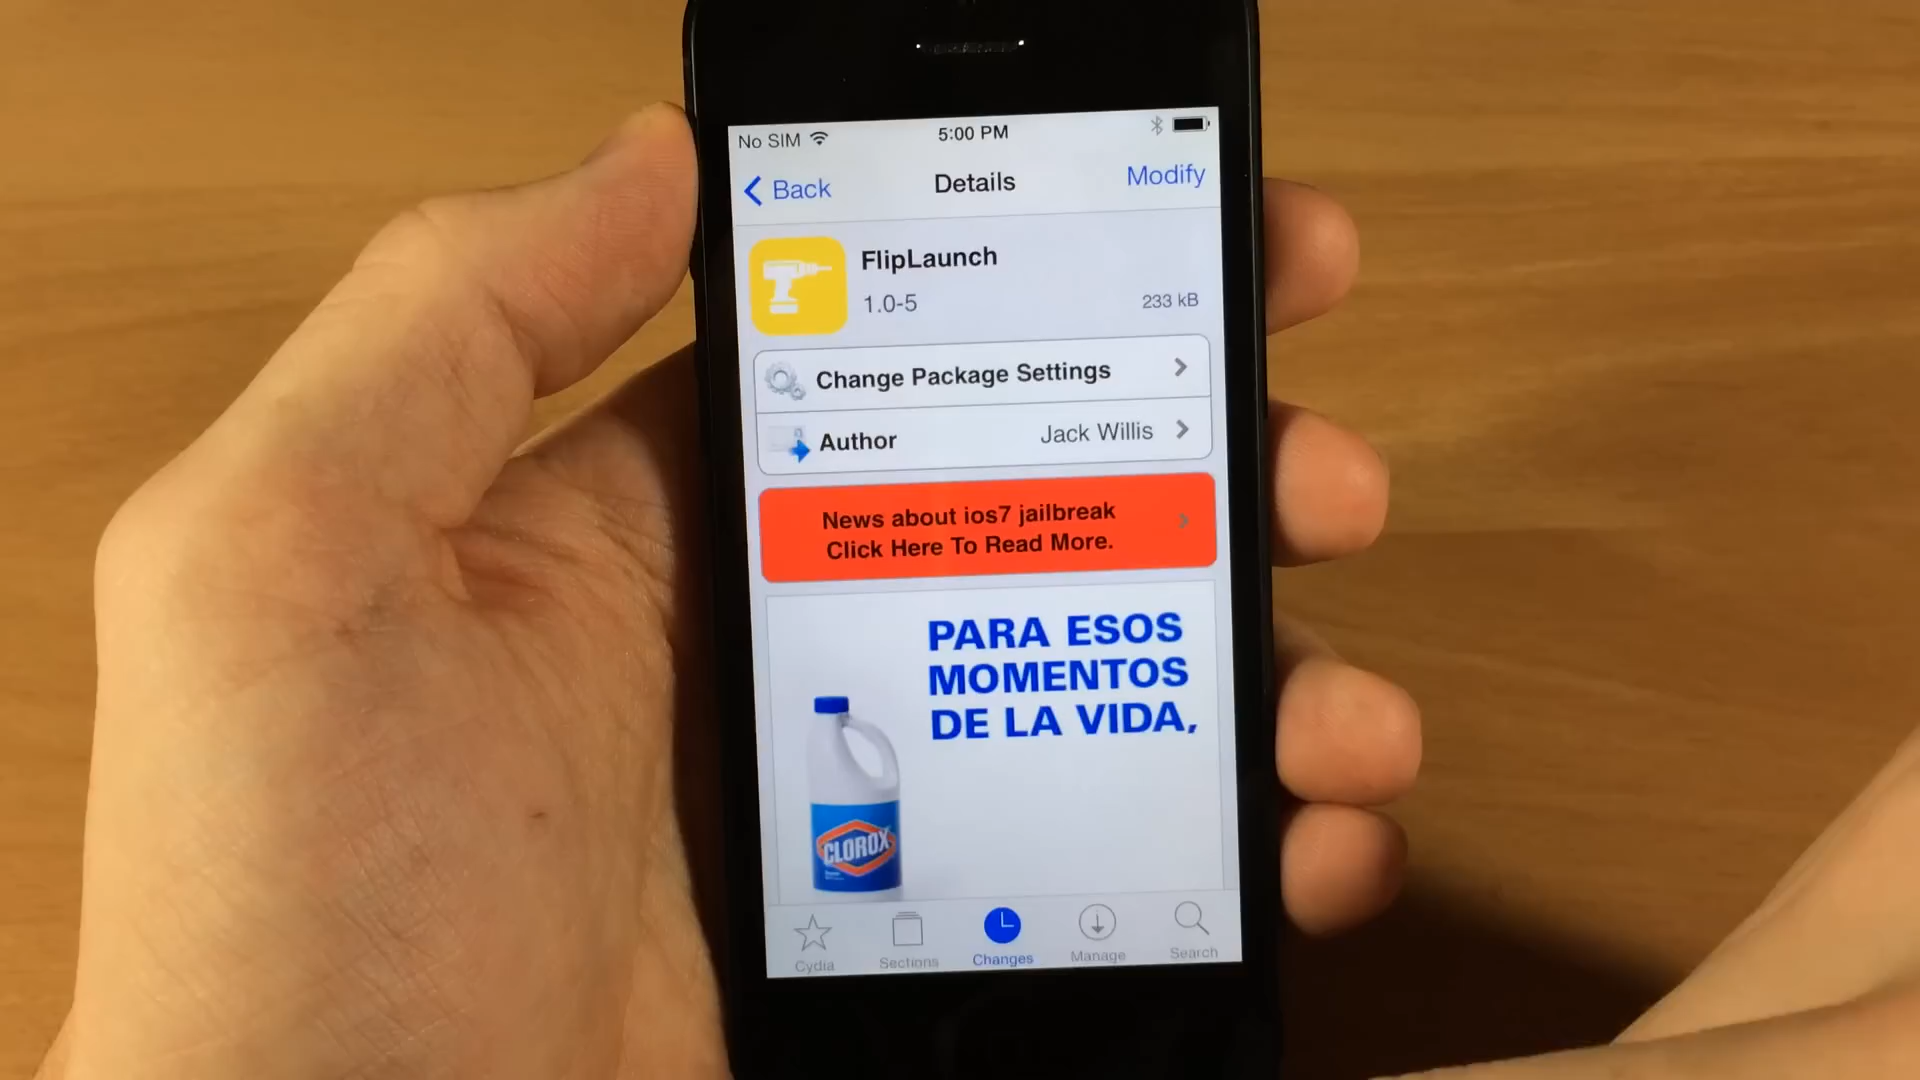 No SIM
5:00 PM
Back
Details
Modify
FlipLaunch
1.0-5
233 kB
Change Package Settings
Author
Jack Willis
News about ios7 jailbreak
Click Here To Read More.
PARA ESOS
MOMENTOS
DE LA VIDA,
CLOROX
Cydia
Sections
Changes
Manage
Search